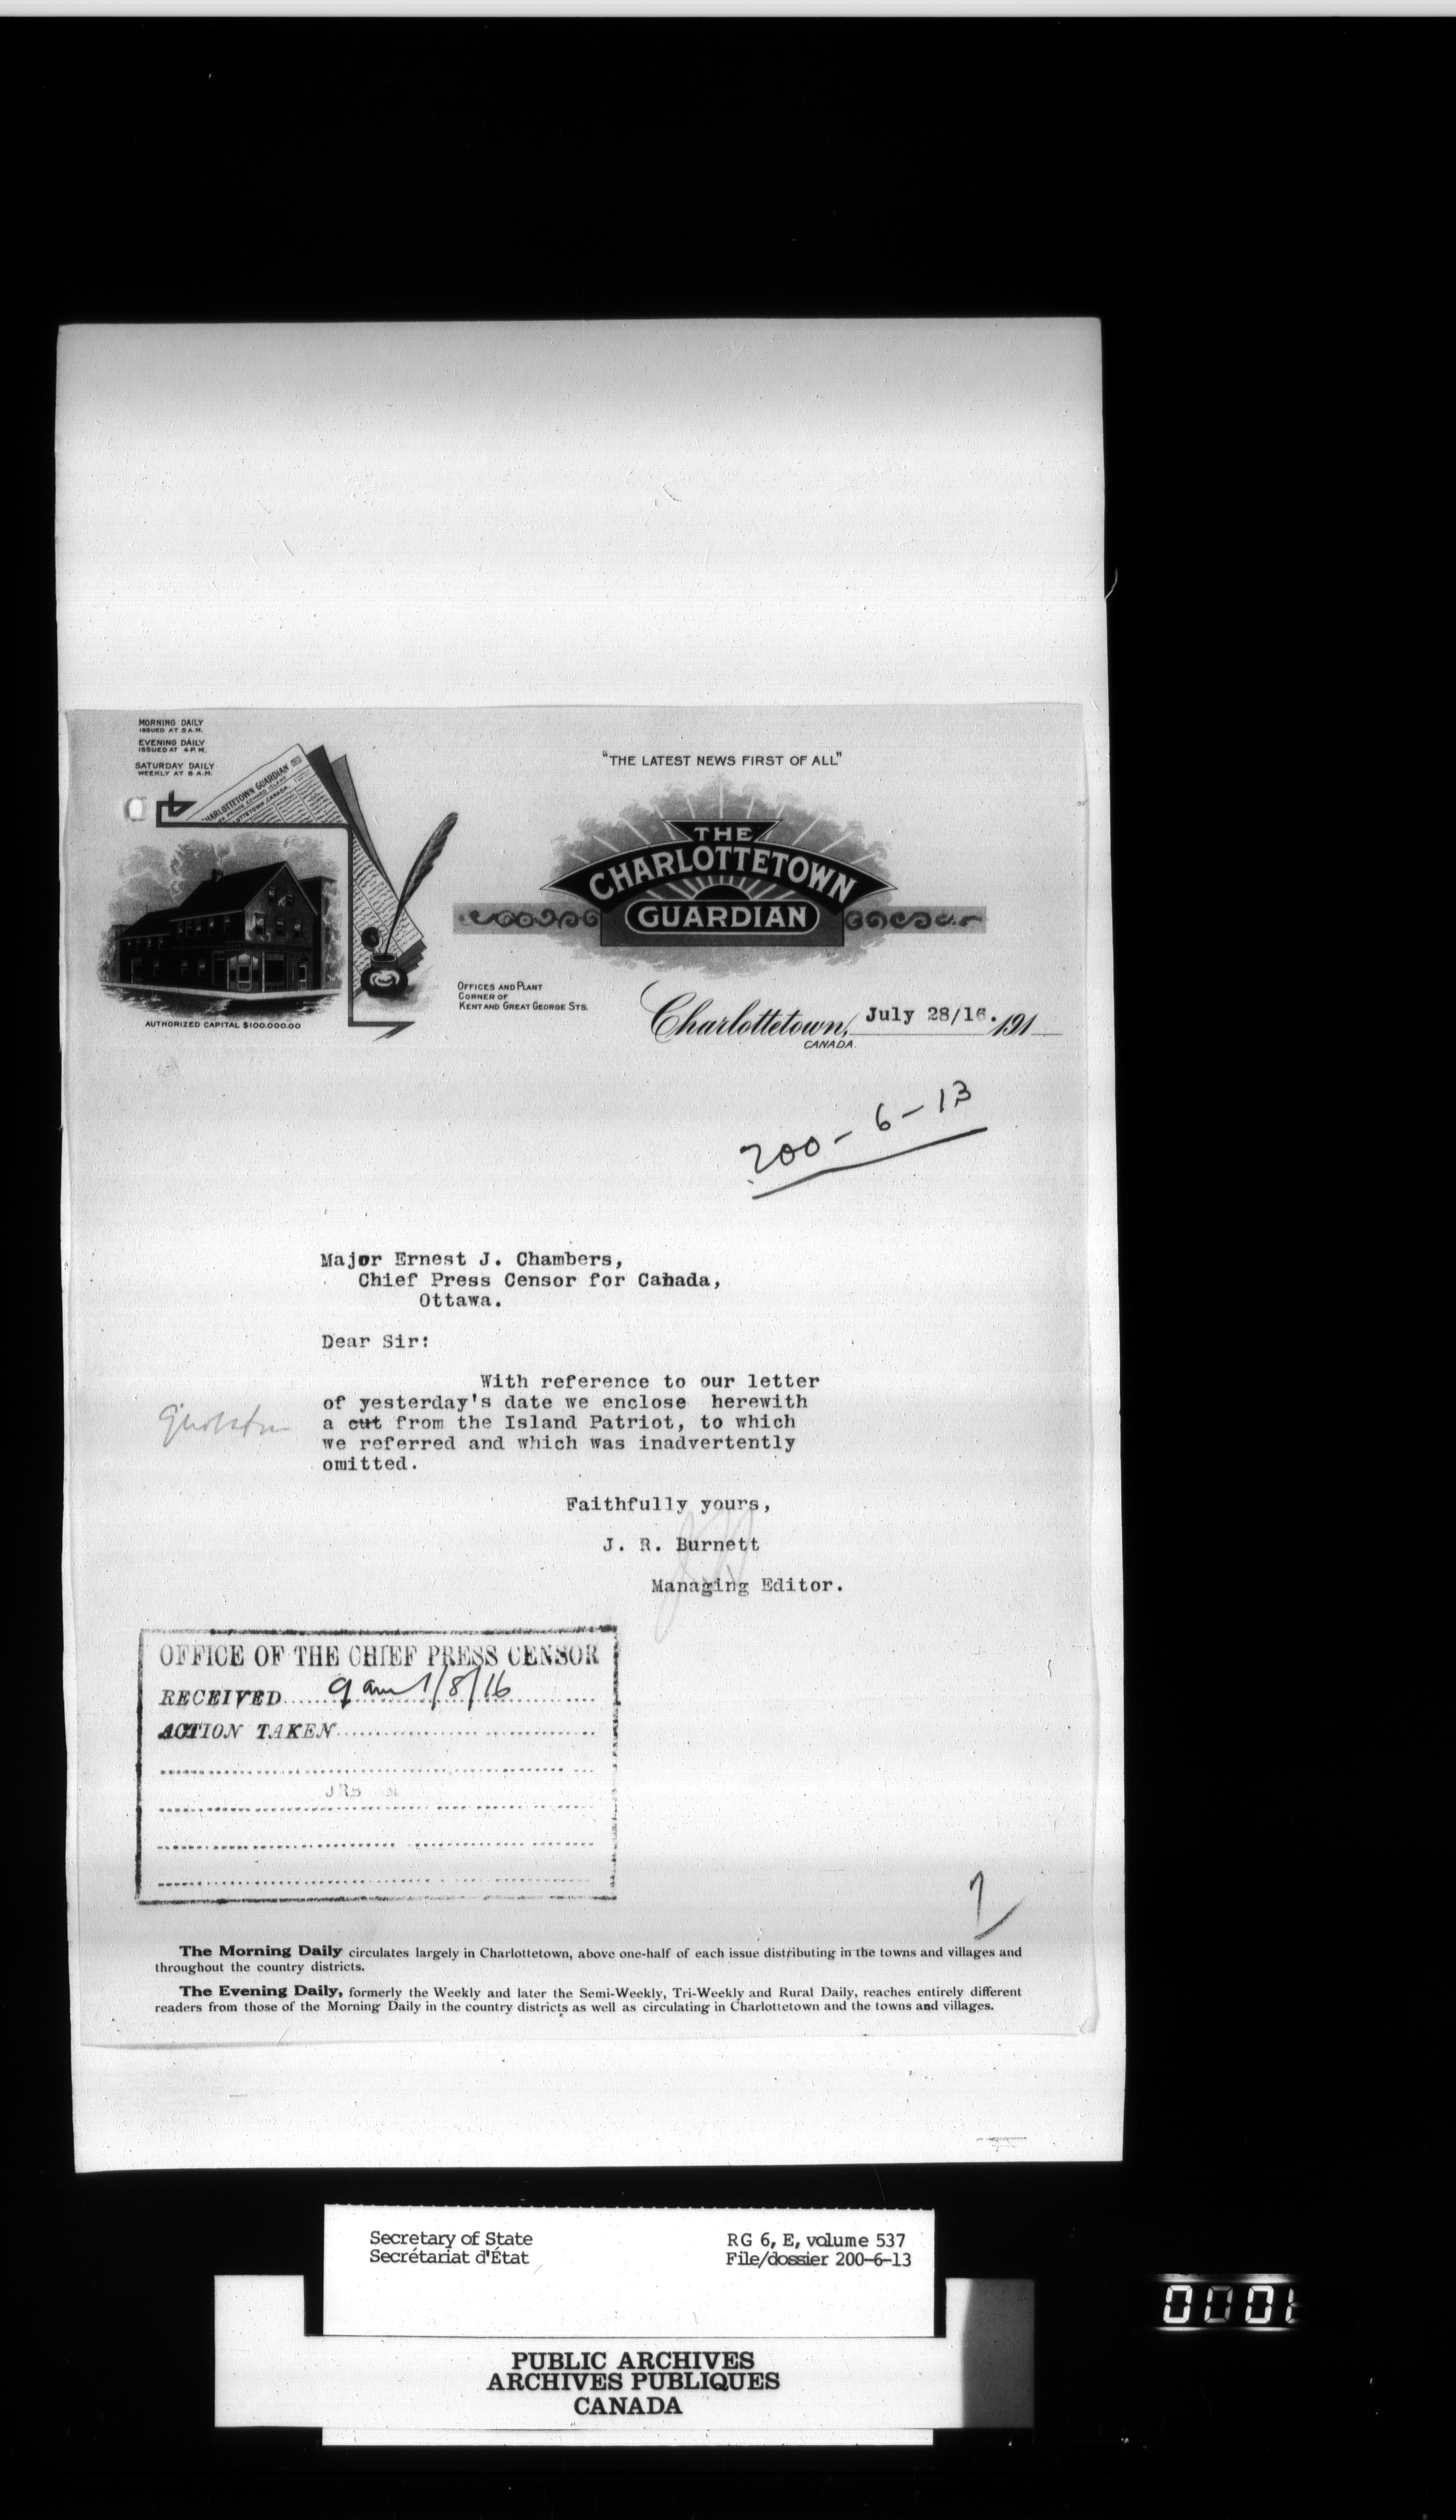 MORNING DAILY
ISSUED AT 5 A.M.
EVENING DAILY
ISSUED AT 4 P.M.
SATURDAY DAILY
WEEKLY AT 6 A.M.
CHARLOTTETOWN GUARDIAN
"THE LATEST NEWS FIRST OF ALL"
THE
CHARLOTTETOWN
GUARDIAN
AUTHORIZED CAPITAL $100.000.00
OFFICES AND PLANT
CORNER OF
KENT AND GREAT GEORGE STS.
Charlottetown, July 28/16. 191
CANADA.
200-6-13
Major Ernest J. Chambers,
Chief Press Censor for Canada,
Ottawa.
Dear Sir:
With reference to our letter
of yesterday's date we enclose herewith
a cut from the Island Patriot, to which
we referred and which was inadvertently
omitted.
Faithfully yours,
J. R. Burnett
Managing Editor.
OFFICE OF THE CHIEF PRESS CENSOR
RECEIVED 9 am 1/8/16
ACTION TAKEN
JRB
The Morning Daily circulates largely in Charlottetown, above one-half of each issue distributing in the towns and villages and
throughout the country districts.
The Evening Daily, formerly the Weekly and later the Semi-Weekly, Tri-Weekly and Rural Daily, reaches entirely different
readers from those of the Morning Daily in the country districts as well as circulating in Charlottetown and the towns and villages.
Secretary of State
Secrétariat d'État
RG 6, E, volume 537
File/dossier 200-6-13
PUBLIC ARCHIVES
ARCHIVES PUBLIQUES
CANADA
0001